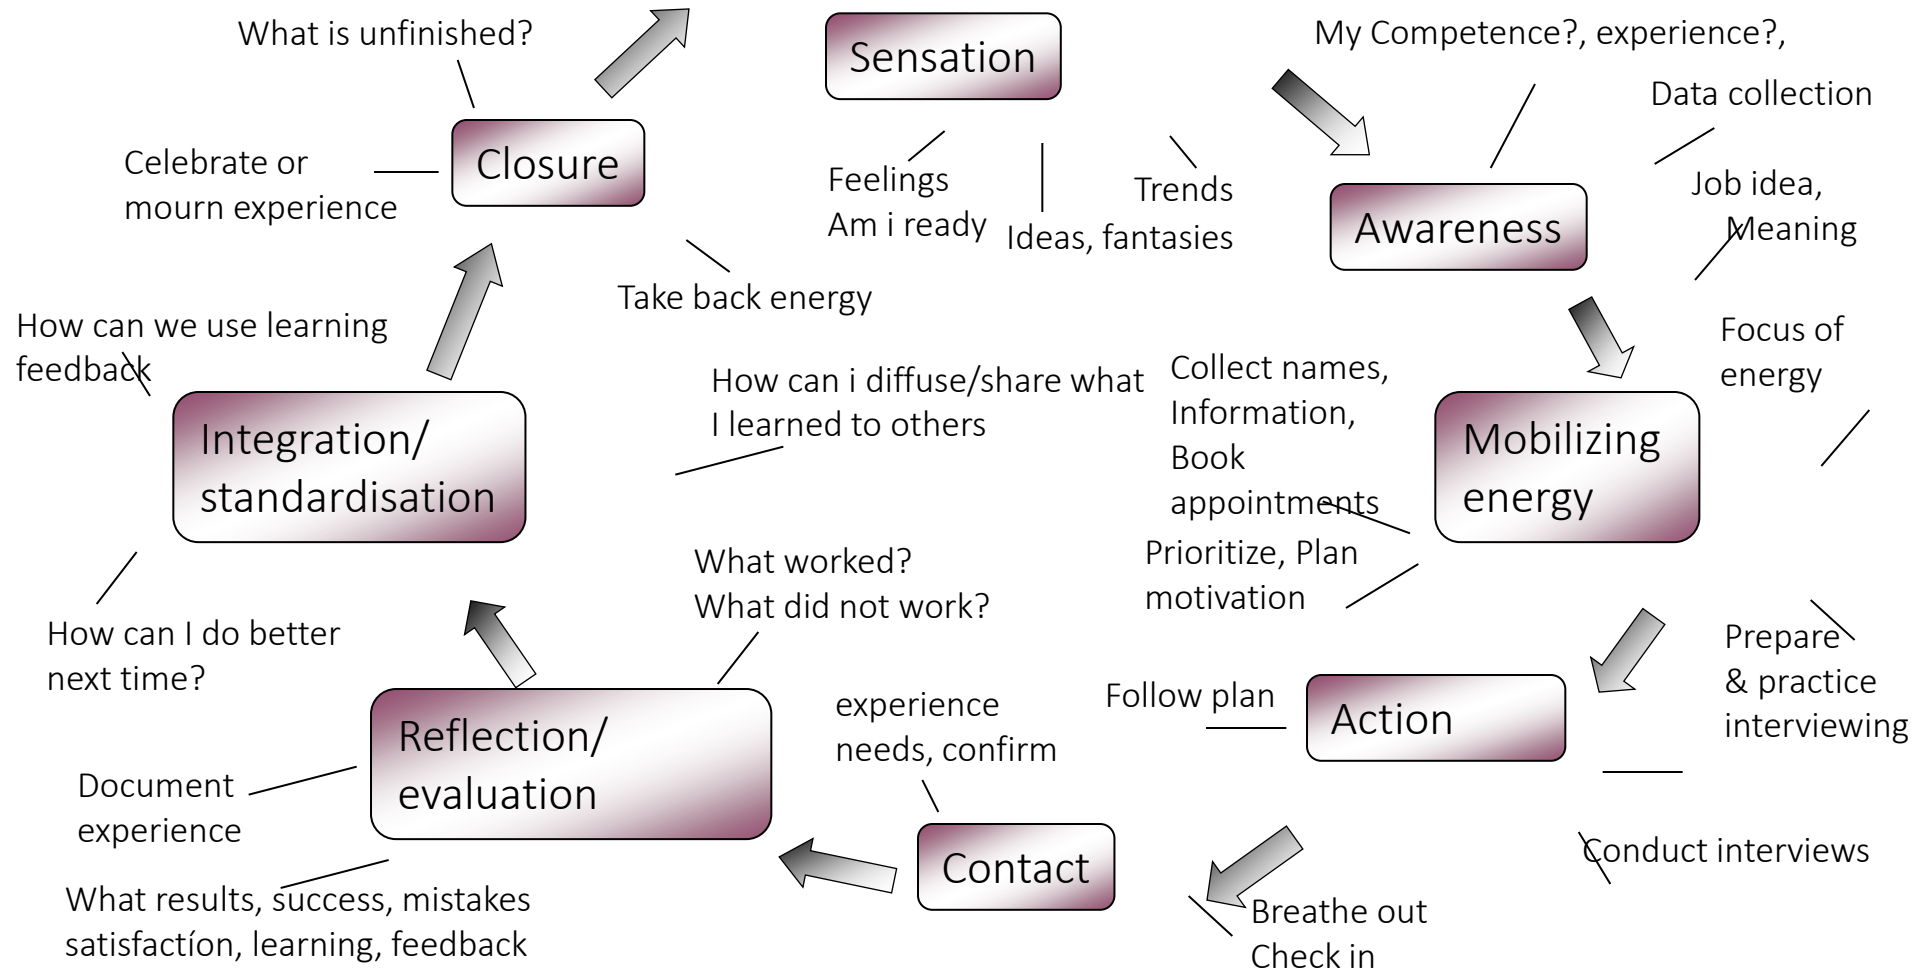 What is unfinished?
Closure
Celebrate or
mourn experience
Take back energy
Sensation
Feelings
Am i ready
Ideas, fantasies
Trends
My Competence?, experience?,
Data collection
Job idea,
Meaning
Awareness
Focus of
energy
Collect names,
Information,
Book
appointments
Prioritize, Plan
motivation
Mobilizing
energy
Prepare
& practice
interviewing
Follow plan
Action
Conduct interviews
Breathe out
Check in
experience
needs, confirm
Contact
What worked?
What did not work?
Reflection/
evaluation
Document
experience
What results, success, mistakes
satisfactíon, learning, feedback
How can we use learning
feedback
How can i diffuse/share what
I learned to others
Integration/
standardisation
How can I do better
next time?